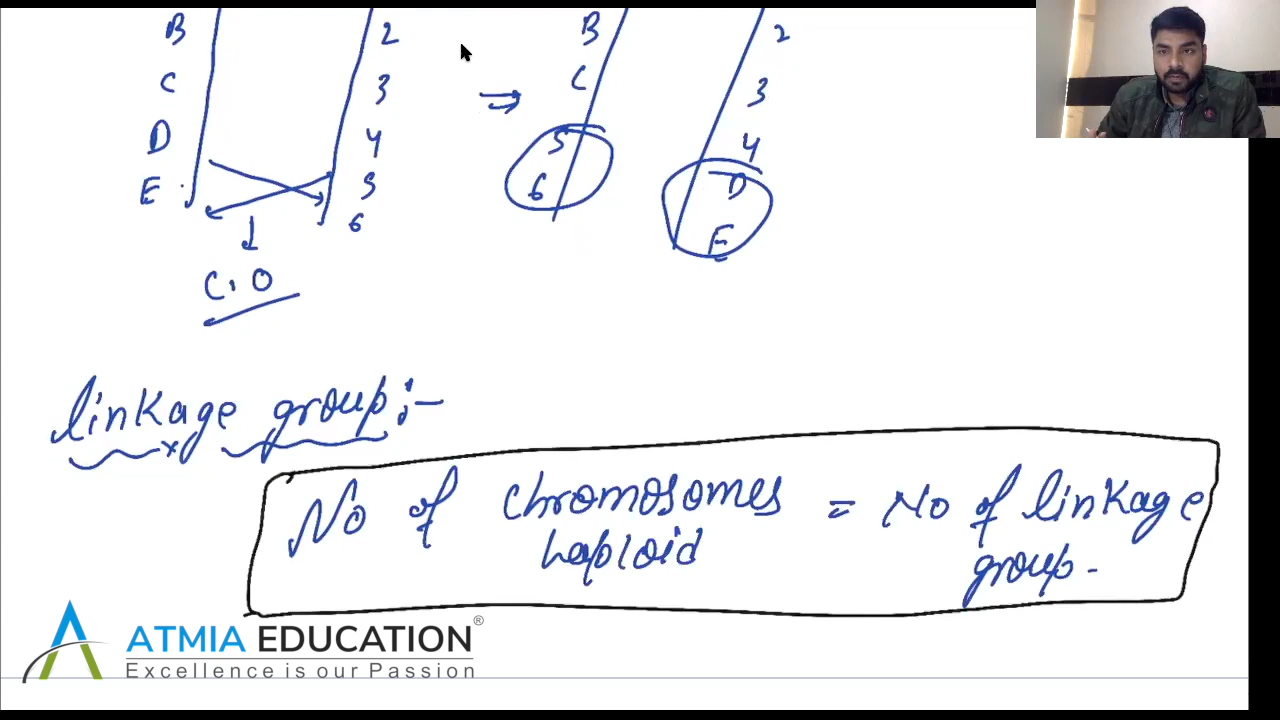 B 2 B 2
C 3 C 3
D 4 5 4
E 5 6 D
6 E
⇒
C.O
linkage group:-
No of chromosomes = No of linkage
haploid group.
ATMIA EDUCATION®
Excellence is our Passion